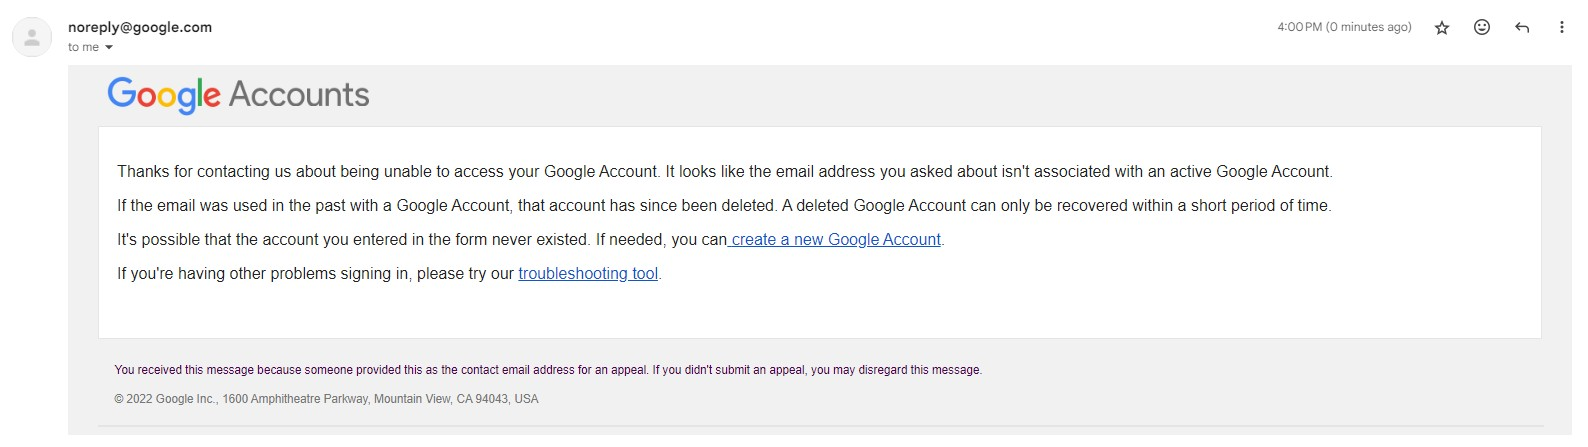 noreply@google.com
4:00 PM (0 minutes ago)
to me
Google Accounts
Thanks for contacting us about being unable to access your Google Account. It looks like the email address you asked about isn't associated with an active Google Account.
If the email was used in the past with a Google Account, that account has since been deleted. A deleted Google Account can only be recovered within a short period of time.
It's possible that the account you entered in the form never existed. If needed, you can create a new Google Account.
If you're having other problems signing in, please try our troubleshooting tool.
You received this message because someone provided this as the contact email address for an appeal. If you didn't submit an appeal, you may disregard this message.
© 2022 Google Inc., 1600 Amphitheatre Parkway, Mountain View, CA 94043, USA